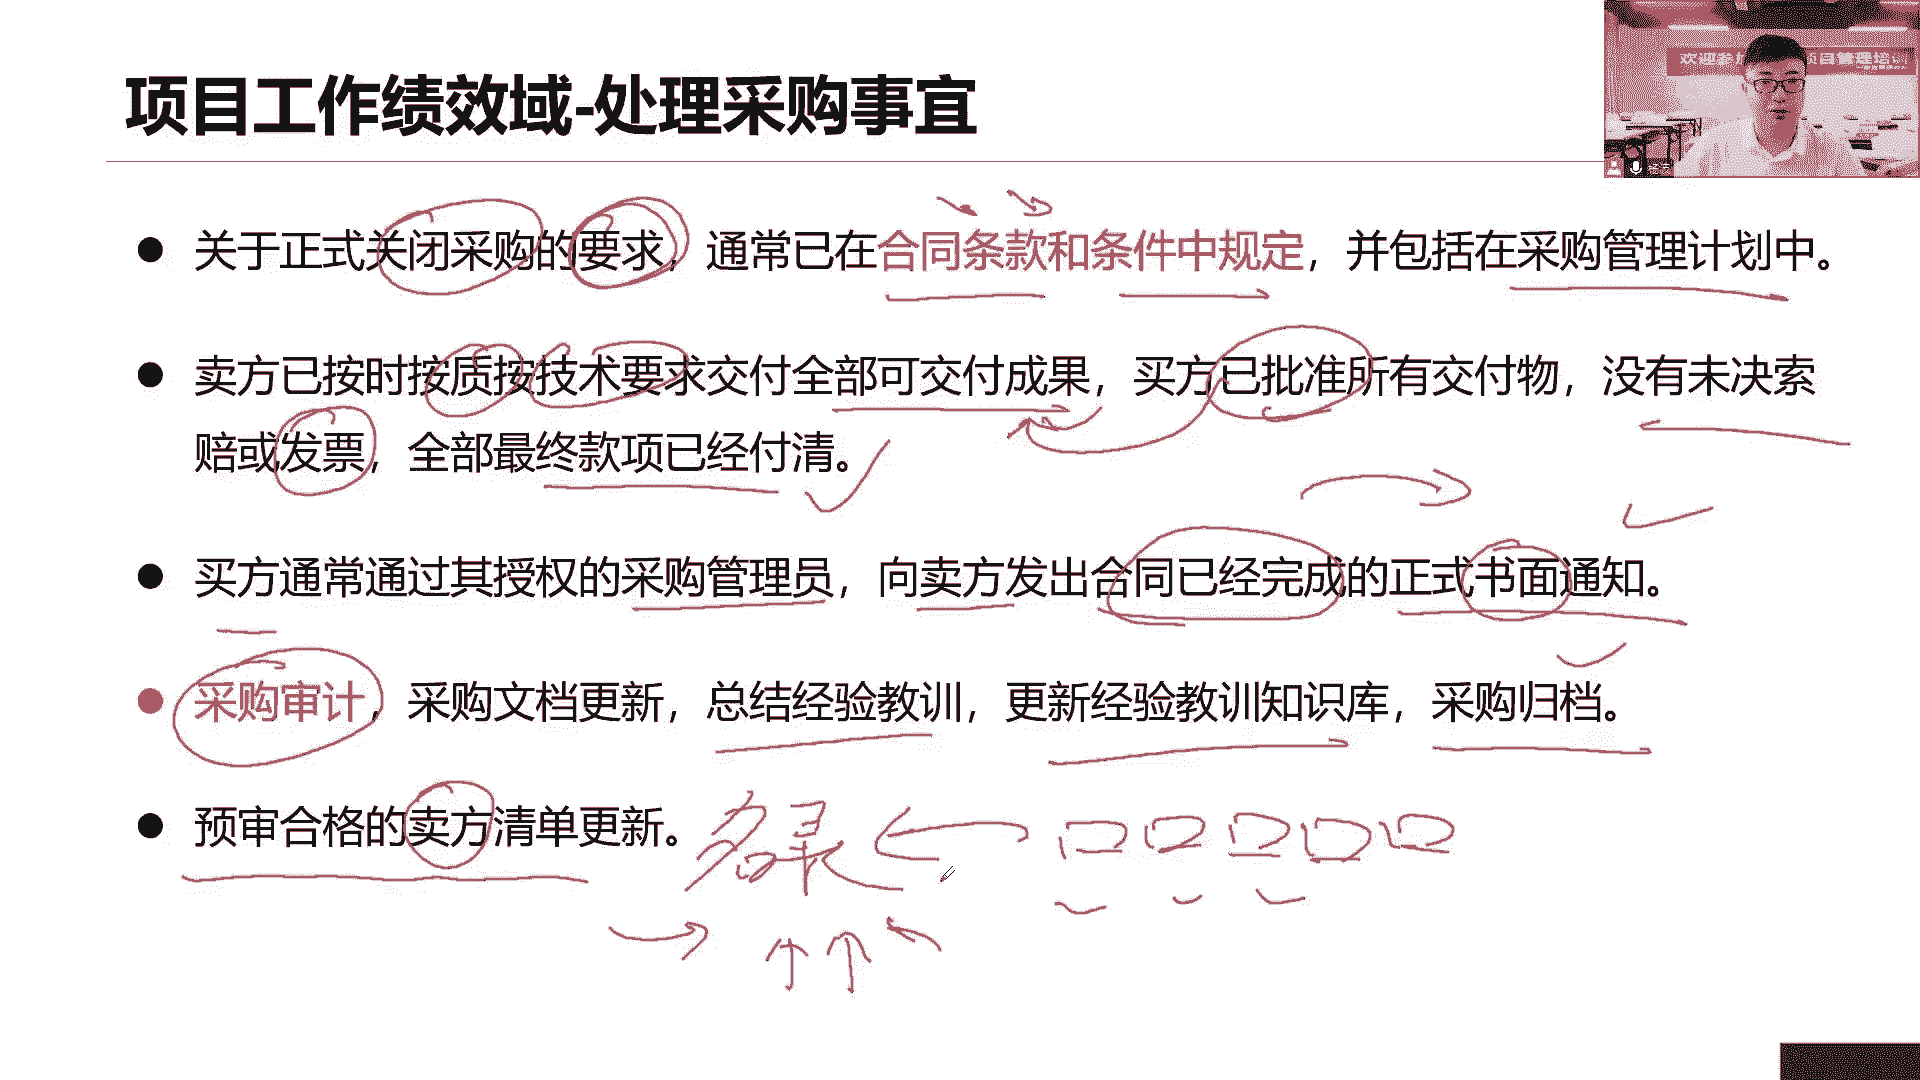 项目工作绩效域-处理采购事宜
欢迎参 项目管理培训
● 关于正式关闭采购的要求，通常已在合同条款和条件中规定，并包括在采购管理计划中。
● 卖方已按时按质按技术要求交付全部可交付成果，买方已批准所有交付物，没有未决索
赔或发票，全部最终款项已经付清。
● 买方通常通过其授权的采购管理员，向卖方发出合同已经完成的正式书面通知。
● 采购审计，采购文档更新，总结经验教训，更新经验教训知识库，采购归档。
● 预审合格的卖方清单更新。 名录